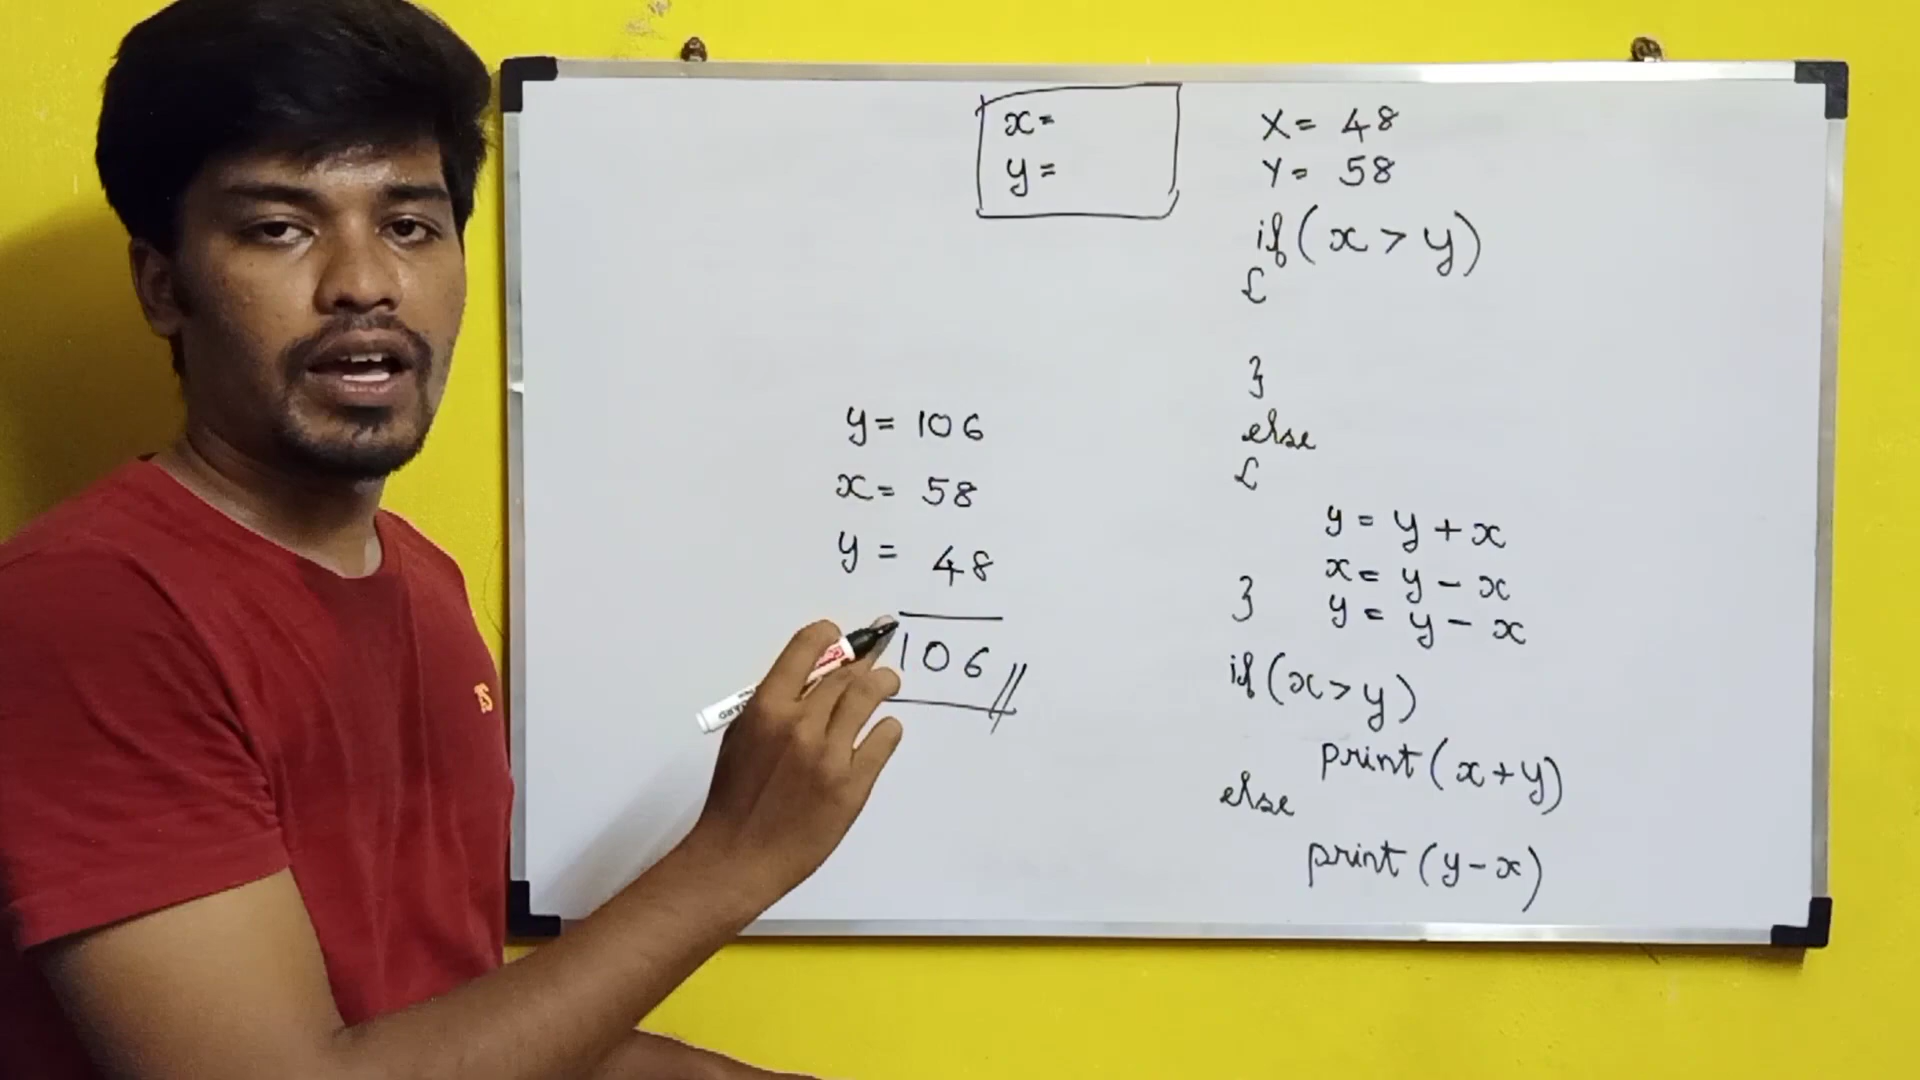 x=
y=
y= 106
x= 58
y = 48
106
X= 48
Y= 58
if(x>y)
{
}
else
{
y = y+x
x= y-x
} y = y-x
if(x>y)
print(x+y)
else
print(y-x)